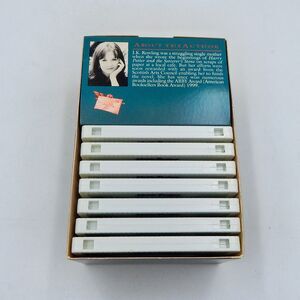 ABOUT THE AUTHOR
J.K. Rowling was a struggling single mother
when she wrote the beginnings of Harry
Potter and the Sorcerer's Stone on scraps of
paper at a local cafe. But her efforts soon
were rewarded with an award from the
Scottish Arts Council enabling her to finish
the novel. She has since won numerous
awards including the ABBY Award (American
Booksellers Book Award) 1999.